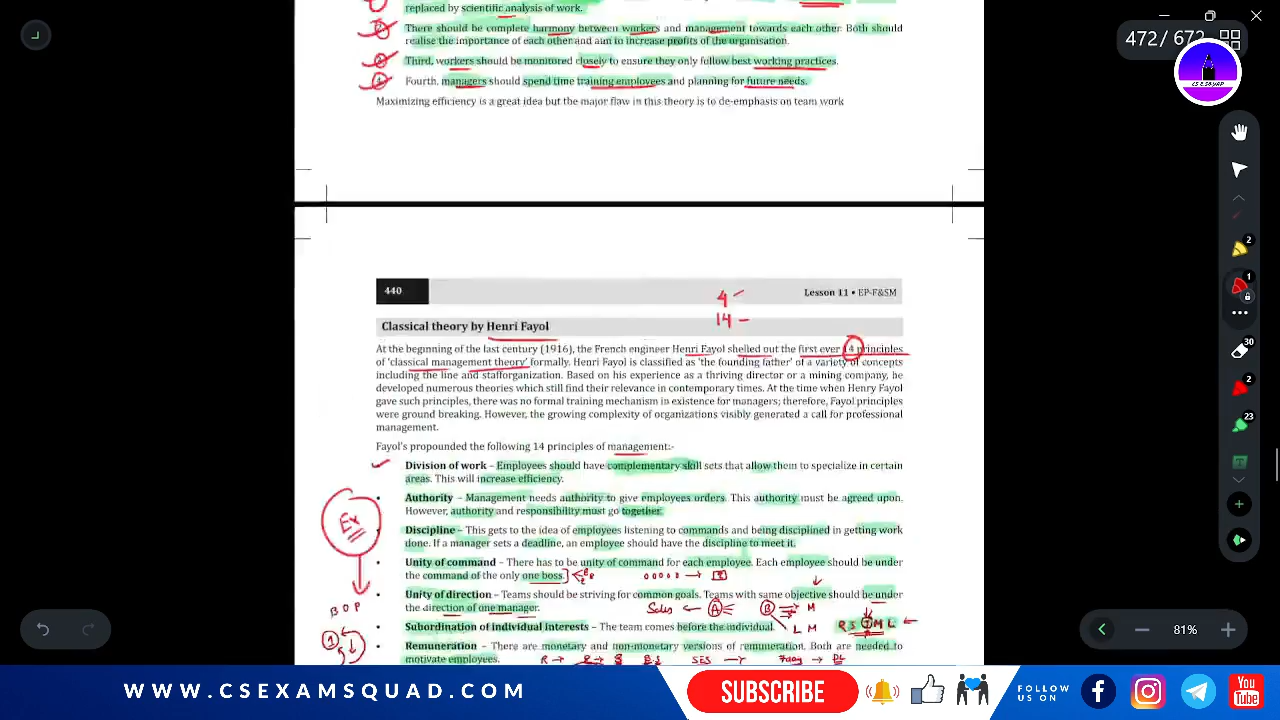 replaced by scientific analysis of work.
There should be complete harmony between workers and management towards each other. Both should
realise the importance of each other and aim to increase profits of the organisation.
Third, workers should be monitored closely to ensure they only follow best working practices.
Fourth, managers should spend time training employees and planning for future needs.
Maximizing efficiency is a great idea but the major flaw in this theory is to de-emphasis on team work
472/672
CS E SQUAD
440
Lesson 11 • EP-F&SM
4
14 -
Classical theory by Henri Fayol
At the beginning of the last century (1916), the French engineer Henri Fayol shelled out the first ever 14 principles
of 'classical management theory' formally. Henri Fayol is classified as 'the founding father' of a variety of concepts
including the line and stafforganization. Based on his experience as a thriving director or a mining company, he
developed numerous theories which still find their relevance in contemporary times. At the time when Henry Fayol
gave such principles, there was no formal training mechanism in existence for managers; therefore, Fayol principles
were ground breaking. However, the growing complexity of organizations visibly generated a call for professional
management.
Fayol's propounded the following 14 principles of management:-
Division of work – Employees should have complementary skill sets that allow them to specialize in certain
areas. This will increase efficiency.
• Authority – Management needs authority to give employees orders. This authority must be agreed upon.
However, authority and responsibility must go together.
• Discipline – This gets to the idea of employees listening to commands and being disciplined in getting work
done. If a manager sets a deadline, an employee should have the discipline to meet it.
• Unity of command – There has to be unity of command for each employee. Each employee should be under
the command of the only one boss.
• Unity of direction – Teams should be striving for common goals. Teams with same objective should be under
the direction of one manager.
Sales A B M
L M
• Subordination of individual interests – The team comes before the individual.
• Remuneration – There are monetary and non-monetary versions of remuneration. Both are needed to
motivate employees.
Ex
BOP
1
2
1
30
2
23
81%
WWW.CSEXAMSQUAD.COM
SUBSCRIBE
FOLLOW
US ON
You
Tube